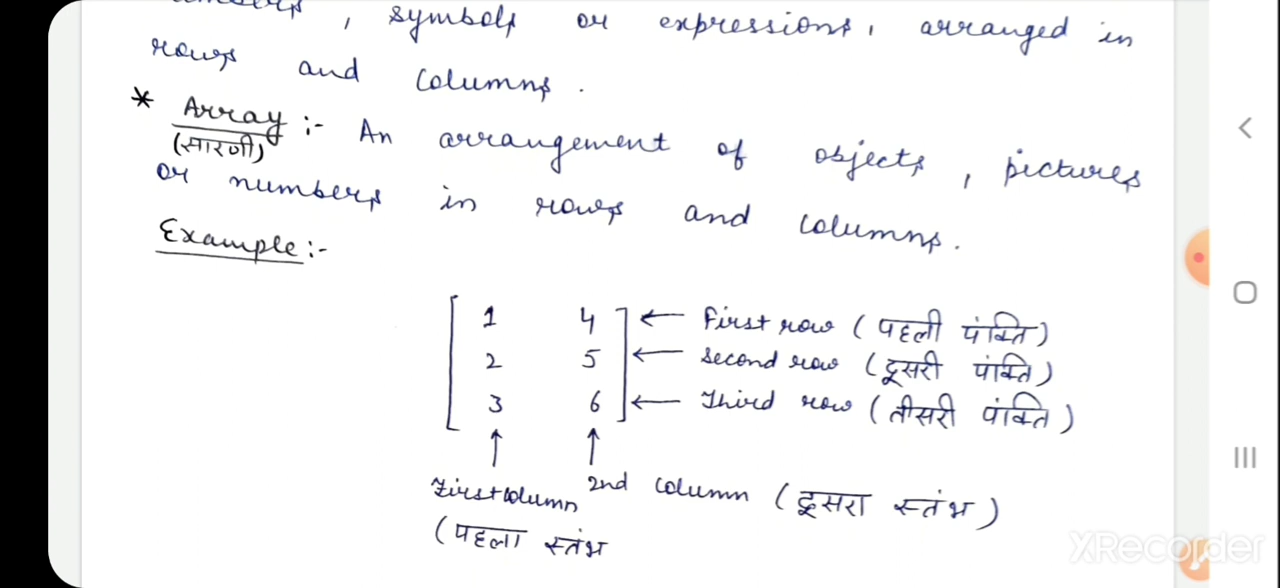 , symbols or expressions, arranged in
rows and columns.
* Array :- An arrangement of objects, pictures
(सारणी)
or numbers in rows and columns.
Example:-
1 4 ← First row (पहली पंक्ति)
2 5 ← Second row (दूसरी पंक्ति)
3 6 ← Third row (तीसरी पंक्ति)
↑ ↑
First column 2nd column (दूसरा स्तंभ)
(पहला स्तंभ
XRecorder